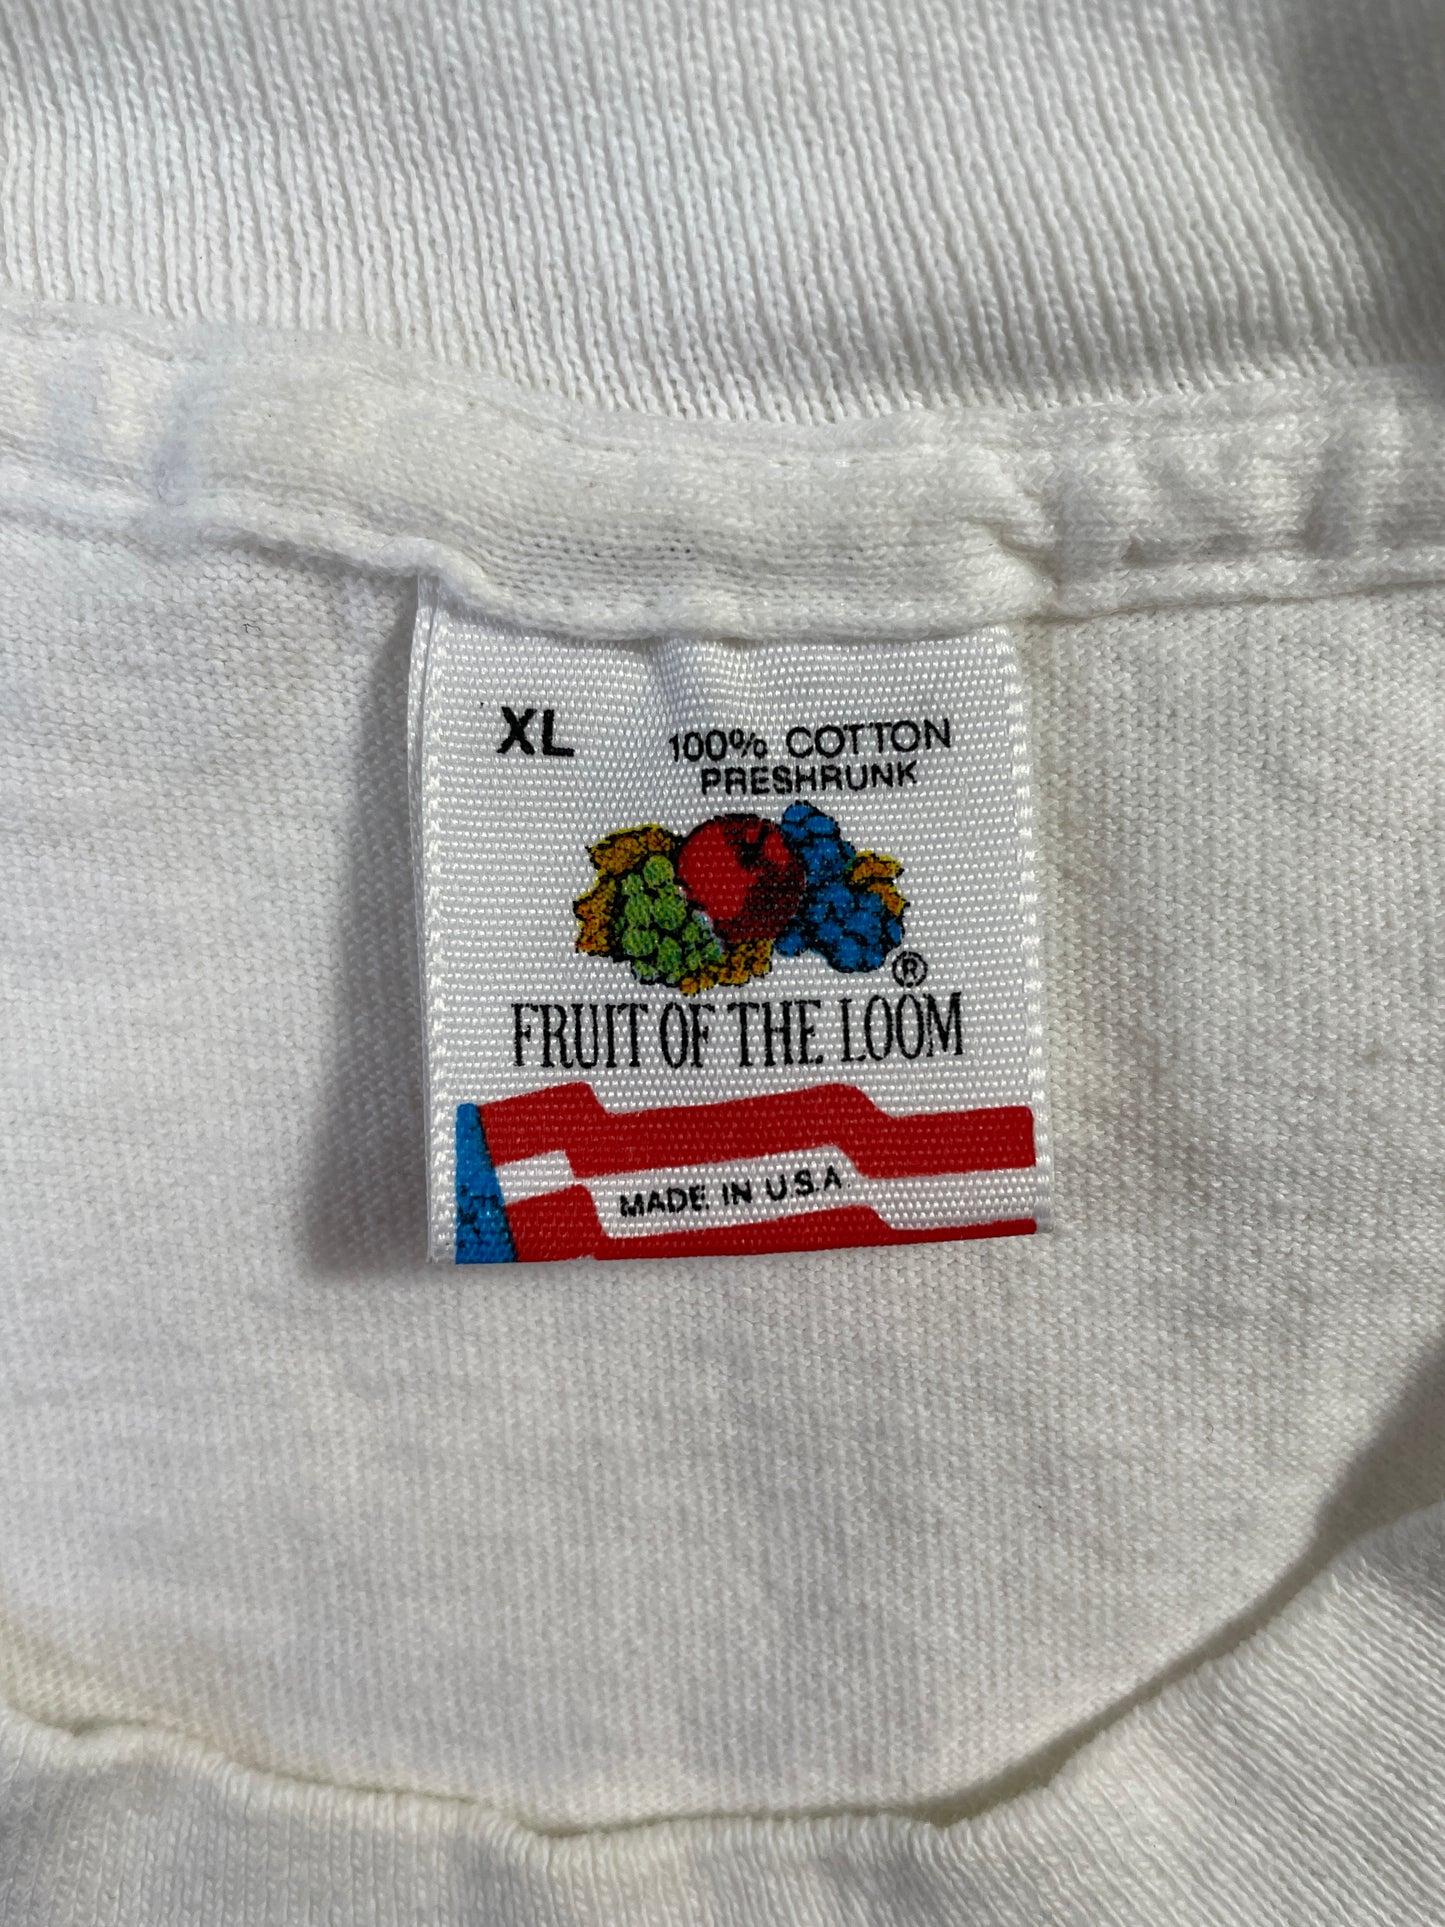 XL
100% COTTON
PRESHRUNK
®
FRUIT OF THE LOOM
MADE IN U.S.A.